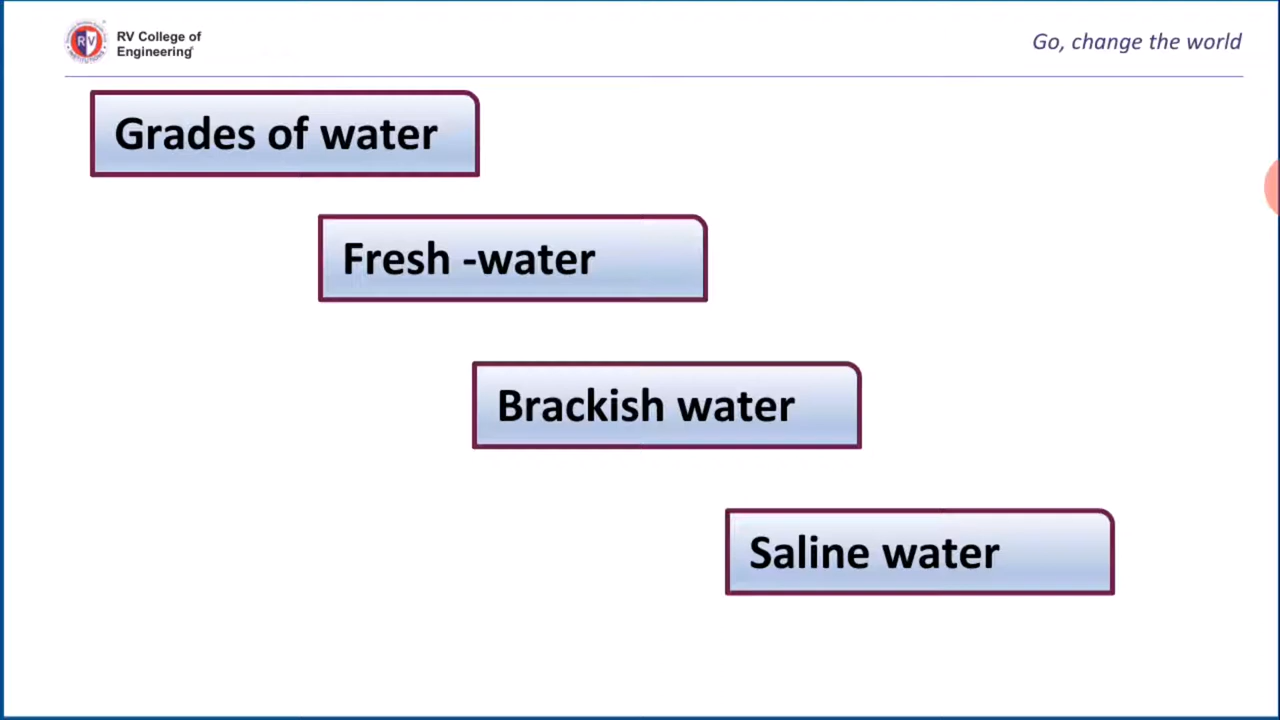 RV College of
Engineering
Go, change the world
Grades of water
Fresh -water
Brackish water
Saline water